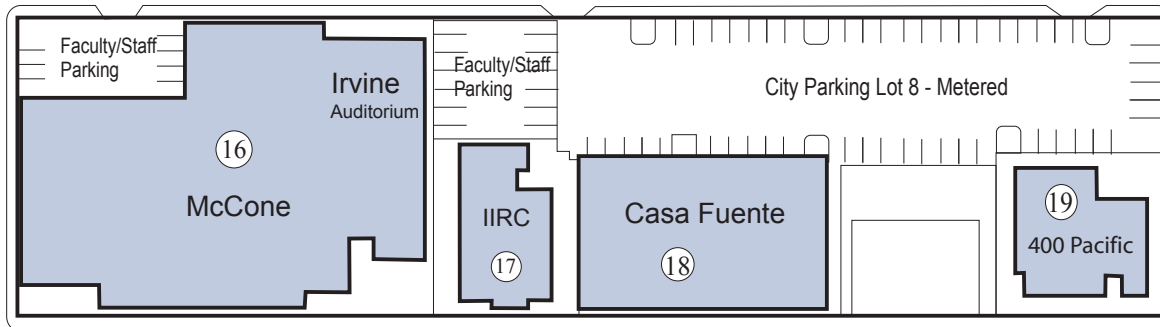 Faculty/Staff
Parking
Irvine
Auditorium
16
McCone
Faculty/Staff
Parking
IIRC
17
City Parking Lot 8 - Metered
Casa Fuente
18
19
400 Pacific